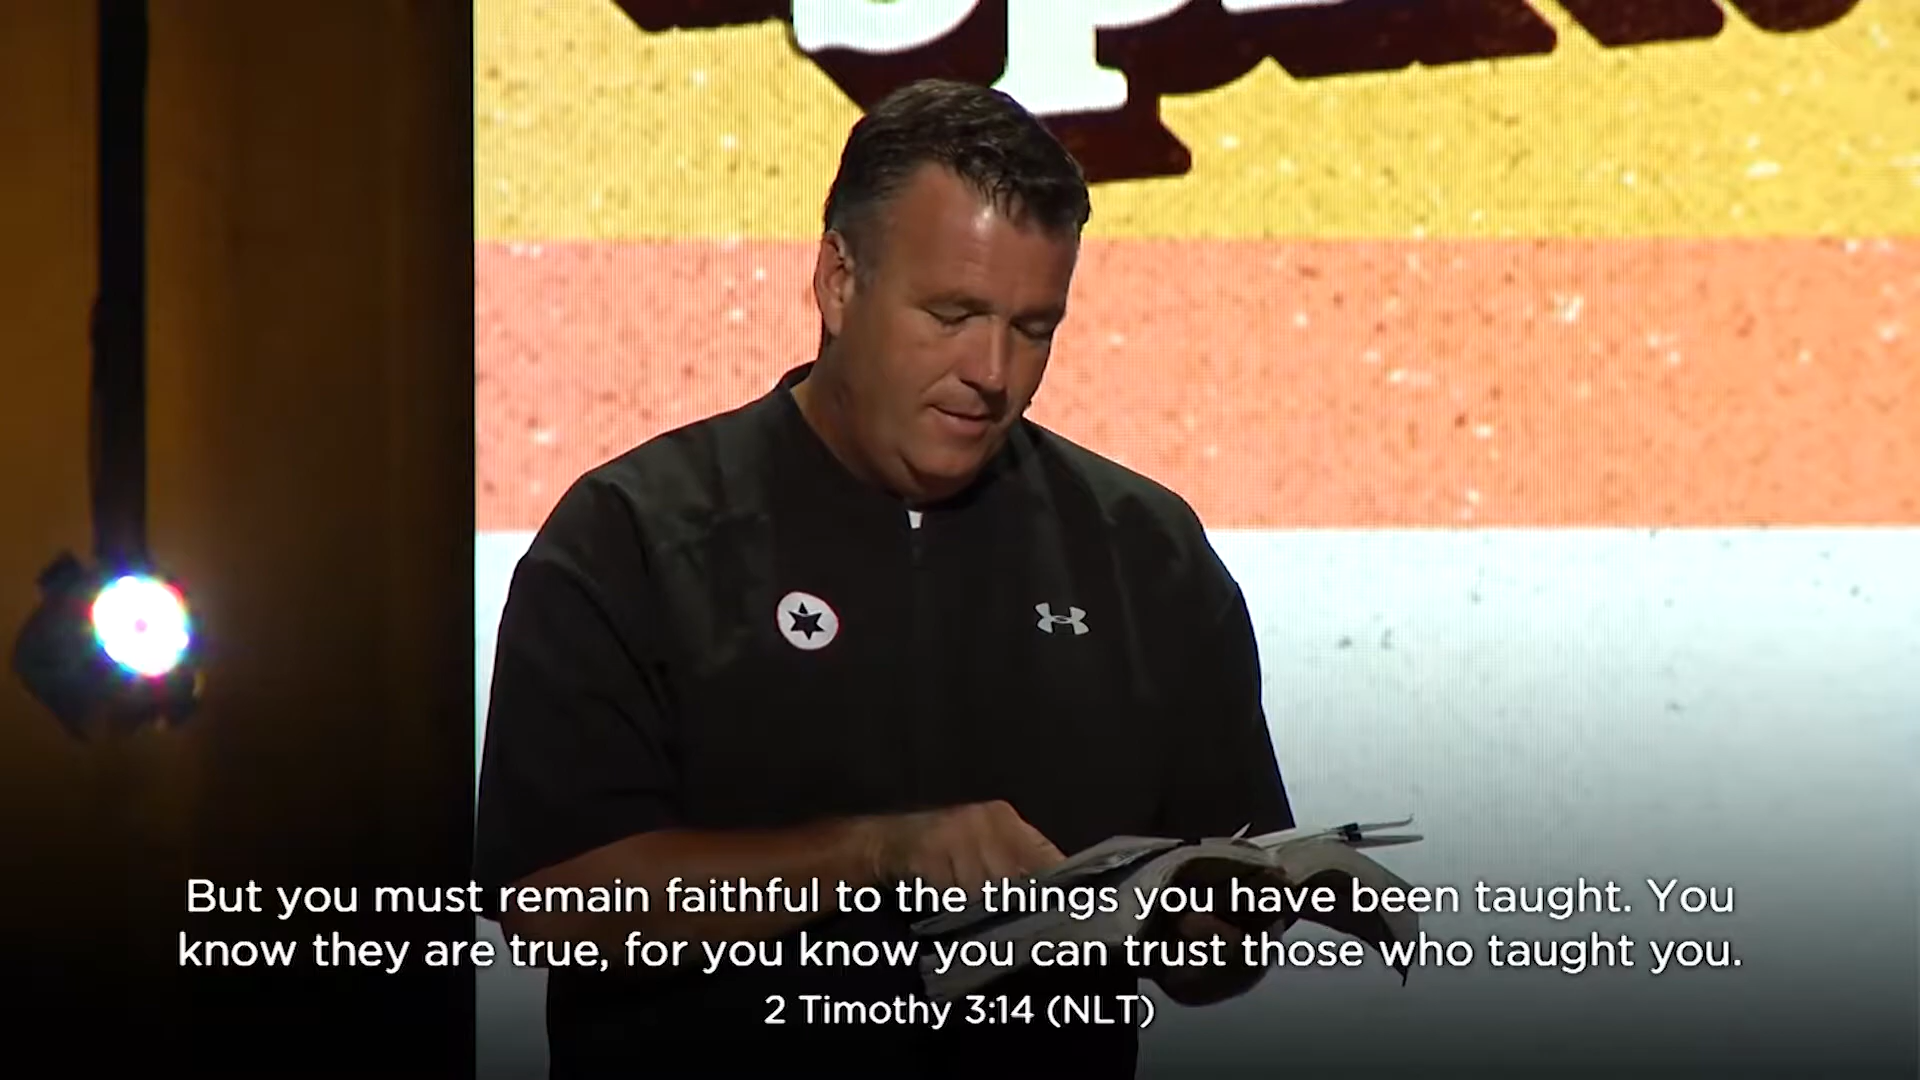 sp
But you must remain faithful to the things you have been taught. You
know they are true, for you know you can trust those who taught you.
2 Timothy 3:14 (NLT)